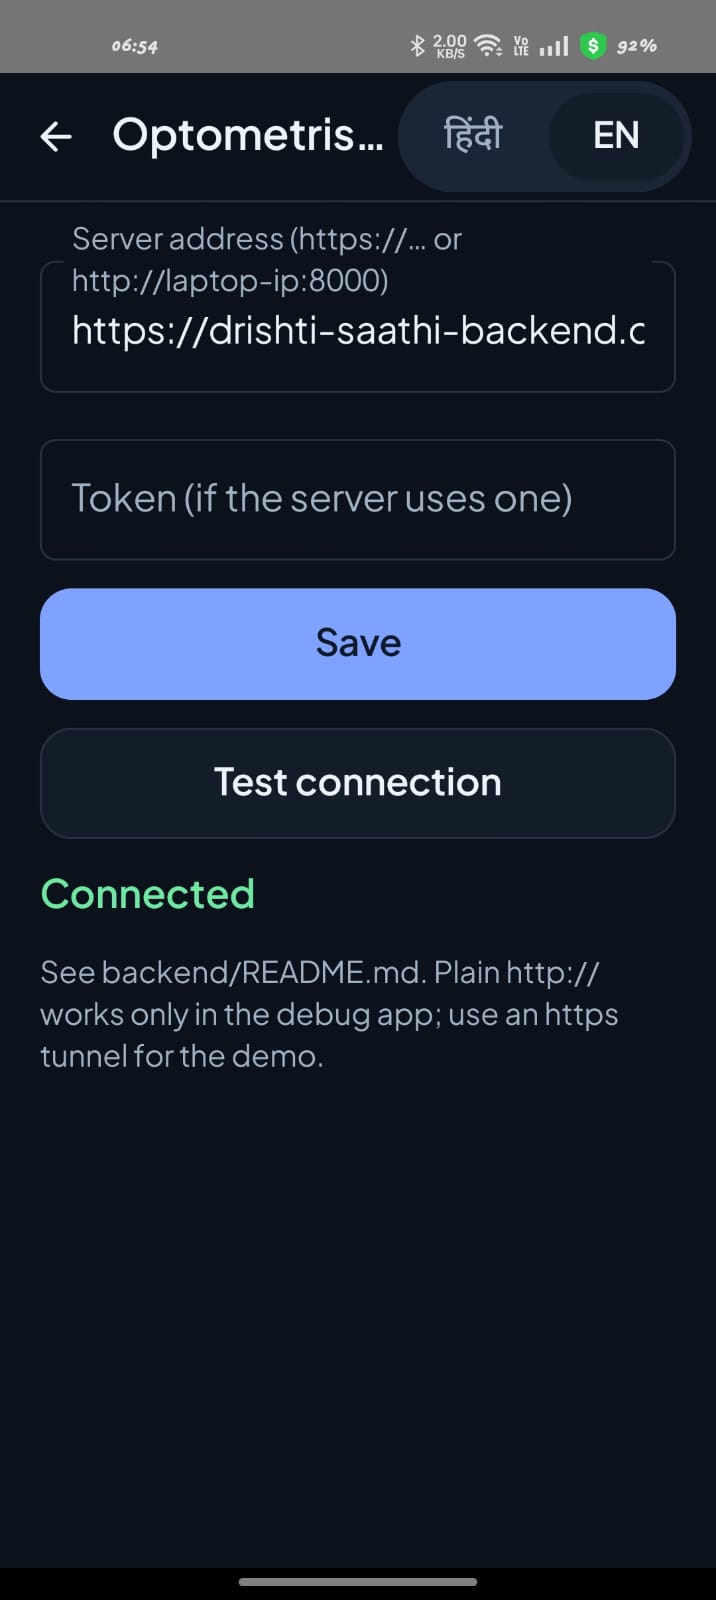 06:54
2.00 KB/S Vo LTE $ 92%
Optometris... हिंदी EN
Server address (https://... or
http://laptop-ip:8000)
https://drishti-saathi-backend.c
Token (if the server uses one)
Save
Test connection
Connected
See backend/README.md. Plain http://
works only in the debug app; use an https
tunnel for the demo.